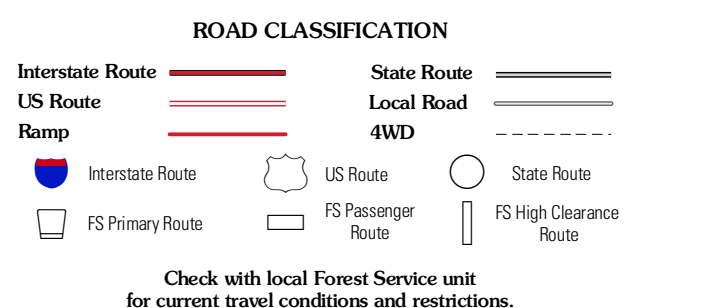 ROAD CLASSIFICATION
Interstate Route
State Route
US Route
Local Road
Ramp
4WD
Interstate Route
US Route
State Route
FS Primary Route
FS Passenger
Route
FS High Clearance
Route
Check with local Forest Service unit
for current travel conditions and restrictions.